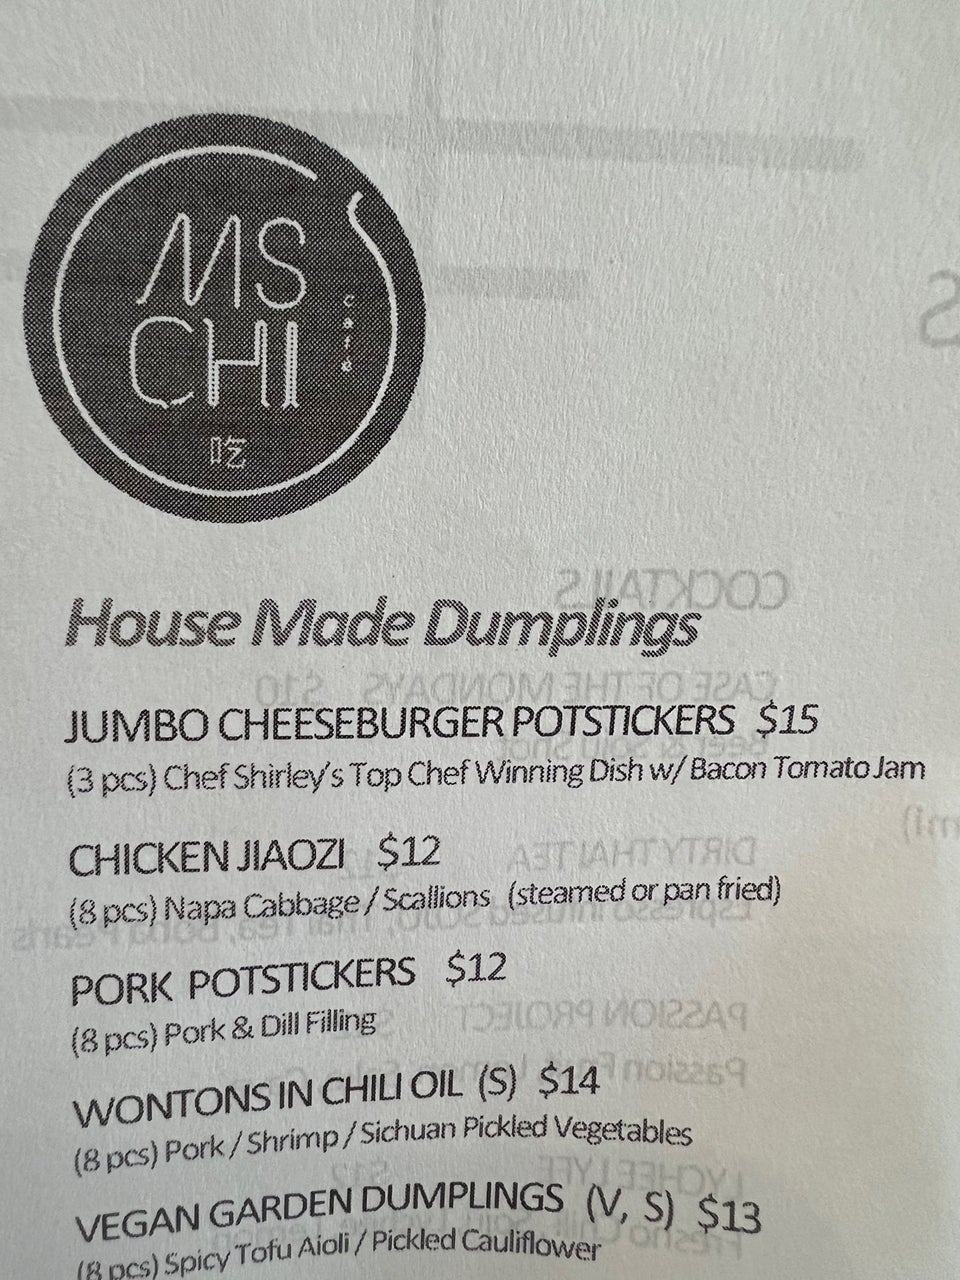 MS
CHI
café
吃
House Made Dumplings
JUMBO CHEESEBURGER POTSTICKERS $15
(3 pcs) Chef Shirley's Top Chef Winning Dish w/ Bacon Tomato Jam
CHICKEN JIAOZI $12
(8 pcs) Napa Cabbage / Scallions (steamed or pan fried)
PORK POTSTICKERS $12
(8 pcs) Pork & Dill Filling
WONTONS IN CHILI OIL (S) $14
(8 pcs) Pork / Shrimp / Sichuan Pickled Vegetables
VEGAN GARDEN DUMPLINGS (V, S) $13
(8 pcs) Spicy Tofu Aioli / Pickled Cauliflower